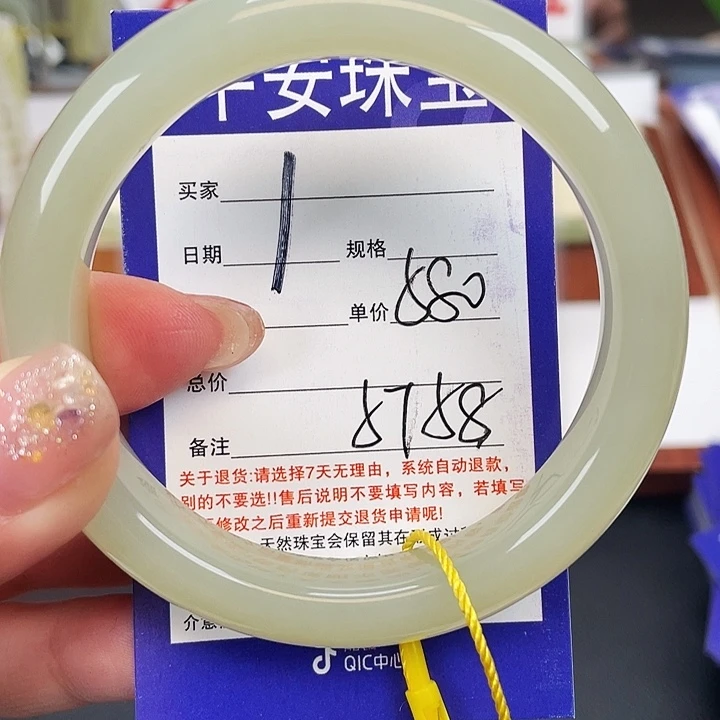 平安珠宝
买家
1
日期 规格
单价 880
总价
8788
备注
关于退货:请选择7天无理由，系统自动退款，
别的不要选!!售后说明不要填写内容，若填写
修改之后重新提交退货申请呢!
天然珠宝会保留其在
QIC中心